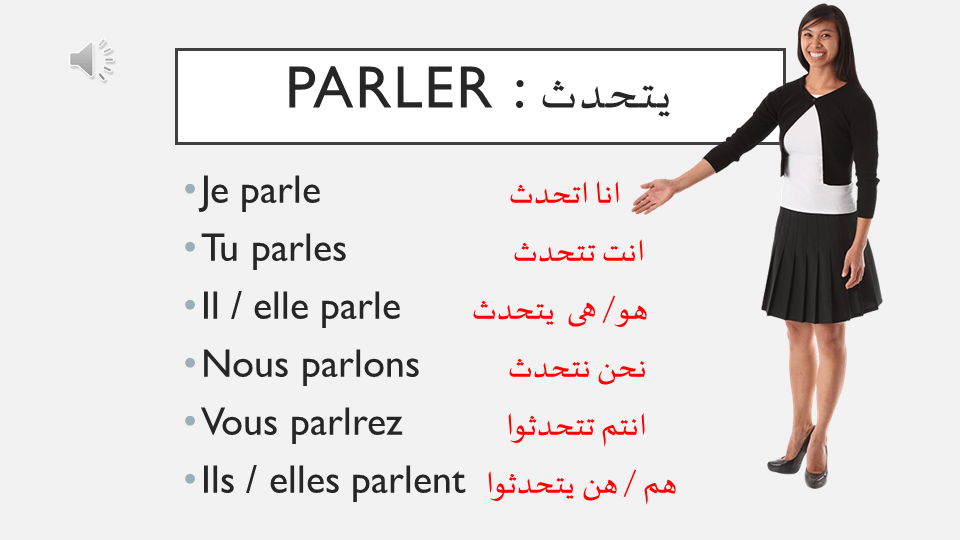 PARLER : يتحدث
• Je parle انا اتحدث
• Tu parles انت تتحدث
• Il / elle parle هو/ هى يتحدث
• Nous parlons نحن نتحدث
• Vous parlrez انتم تتحدثوا
• Ils / elles parlent هم / هن يتحدثوا